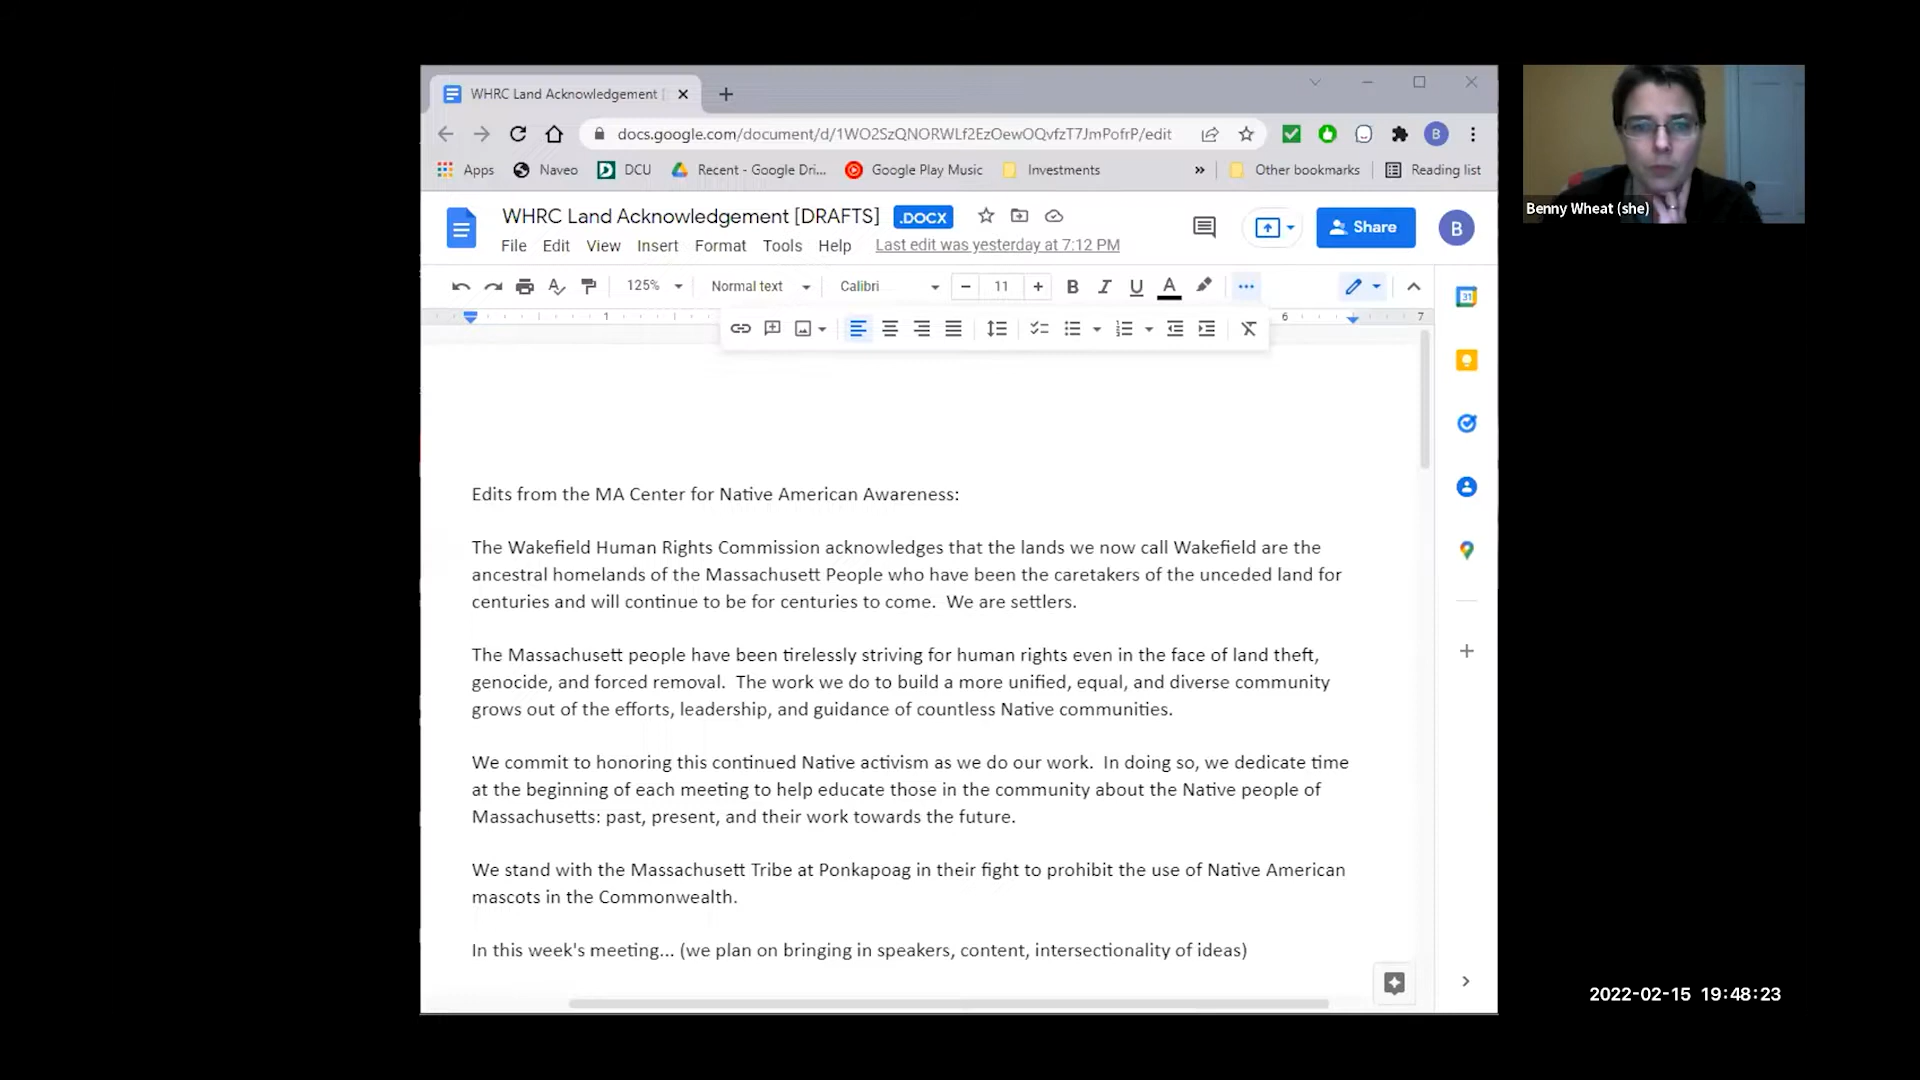 WHRC Land Acknowledgement [
docs.google.com/document/d/1WO2SzQNORWLf2EzOewOQvfzT7JmPofrP/edit
B
Apps
Naveo
DCU
Recent - Google Dri...
Google Play Music
Investments
»
Other bookmarks
Reading list
WHRC Land Acknowledgement [DRAFTS]
.DOCX
Share
B
File Edit View Insert Format Tools Help
Last edit was yesterday at 7:12 PM
125%
Normal text
Calibri
11
B I U A
31
1
6
7
Edits from the MA Center for Native American Awareness:
The Wakefield Human Rights Commission acknowledges that the lands we now call Wakefield are the
ancestral homelands of the Massachusett People who have been the caretakers of the unceded land for
centuries and will continue to be for centuries to come.  We are settlers.
The Massachusett people have been tirelessly striving for human rights even in the face of land theft,
genocide, and forced removal.  The work we do to build a more unified, equal, and diverse community
grows out of the efforts, leadership, and guidance of countless Native communities.
We commit to honoring this continued Native activism as we do our work.  In doing so, we dedicate time
at the beginning of each meeting to help educate those in the community about the Native people of
Massachusetts: past, present, and their work towards the future.
We stand with the Massachusett Tribe at Ponkapoag in their fight to prohibit the use of Native American
mascots in the Commonwealth.
In this week's meeting... (we plan on bringing in speakers, content, intersectionality of ideas)
Benny Wheat (she)
2022-02-15 19:48:23